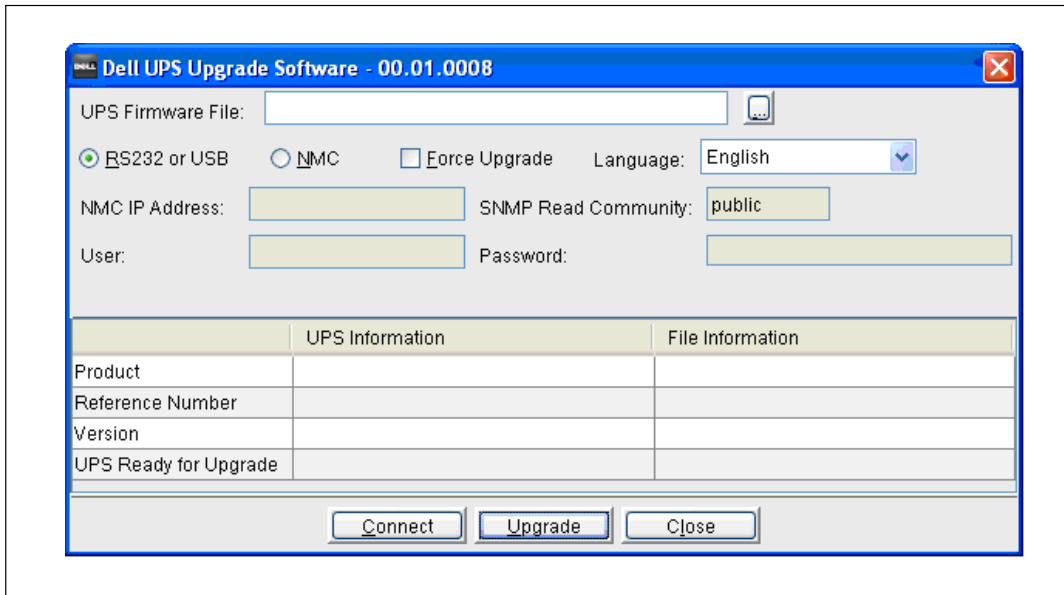 DELL Dell UPS Upgrade Software - 00.01.0008
UPS Firmware File: ...
RS232 or USB NMC Force Upgrade Language: English
NMC IP Address: SNMP Read Community: public
User: Password:
UPS Information File Information
Product
Reference Number
Version
UPS Ready for Upgrade
Connect Upgrade Close